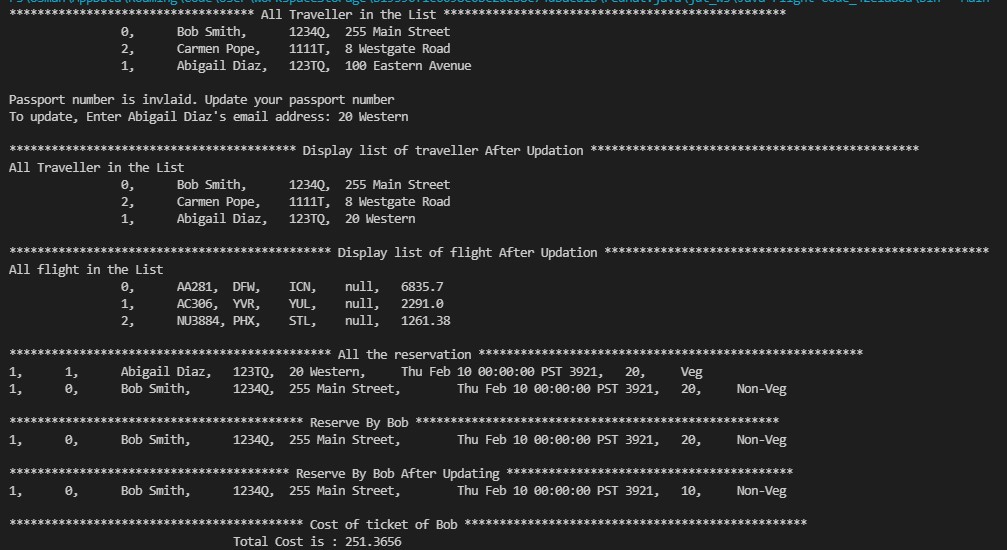 *********************************** All Traveller in the List *************************************************
0, Bob Smith, 1234Q, 255 Main Street
2, Carmen Pope, 1111T, 8 Westgate Road
1, Abigail Diaz, 123TQ, 100 Eastern Avenue
Passport number is invlaid. Update your passport number
To update, Enter Abigail Diaz's email address: 20 Western
***************************************** Display list of traveller After Updation ***********************************************
All Traveller in the List
0, Bob Smith, 1234Q, 255 Main Street
2, Carmen Pope, 1111T, 8 Westgate Road
1, Abigail Diaz, 123TQ, 20 Western
********************************************** Display list of flight After Updation *******************************************************
All flight in the List
0, AA281, DFW, ICN, null, 6835.7
1, AC306, YVR, YUL, null, 2291.0
2, NU3884, PHX, STL, null, 1261.38
********************************************** All the reservation *******************************************************
1, 1, Abigail Diaz, 123TQ, 20 Western, Thu Feb 10 00:00:00 PST 3921, 20, Veg
1, 0, Bob Smith, 1234Q, 255 Main Street, Thu Feb 10 00:00:00 PST 3921, 20, Non-Veg
****************************************** Reserve By Bob ****************************************************
1, 0, Bob Smith, 1234Q, 255 Main Street, Thu Feb 10 00:00:00 PST 3921, 20, Non-Veg
**************************************** Reserve By Bob After Updating *****************************************
1, 0, Bob Smith, 1234Q, 255 Main Street, Thu Feb 10 00:00:00 PST 3921, 10, Non-Veg
****************************************** Cost of ticket of Bob *************************************************
Total Cost is : 251.3656